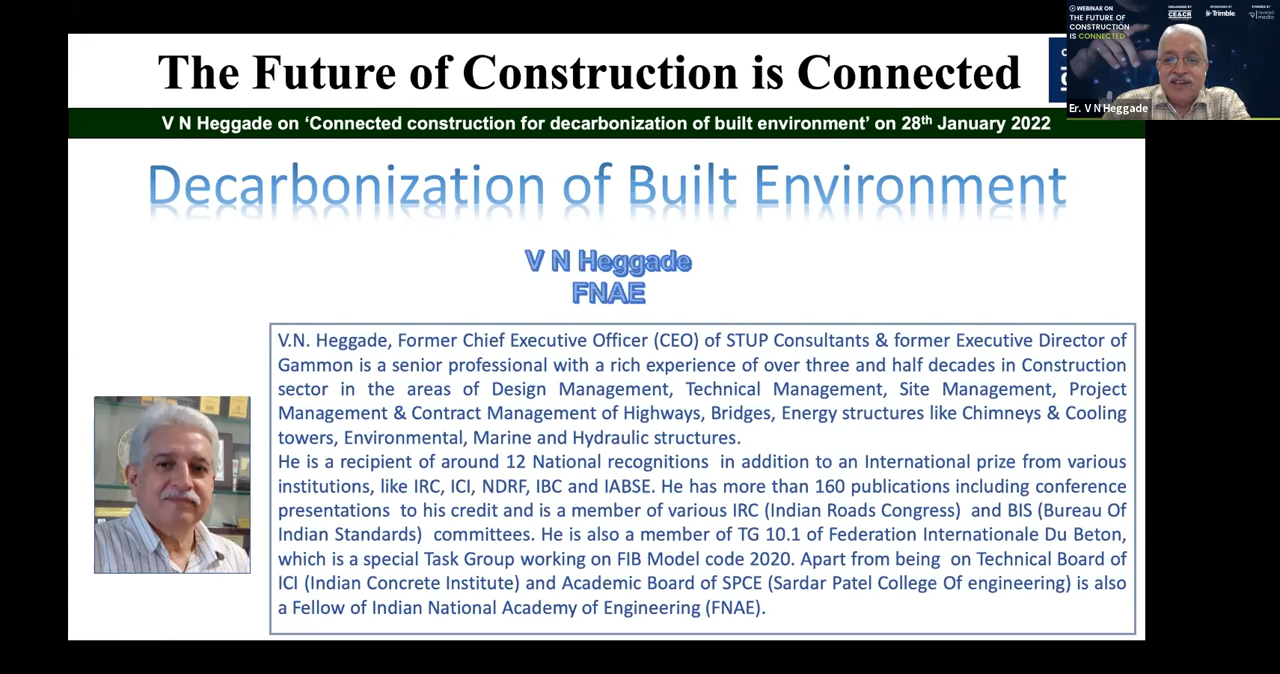 The Future of Construction is Connected
V N Heggade on ‘Connected construction for decarbonization of built environment’ on 28th January 2022
Decarbonization of Built Environment
V N Heggade
FNAE
V.N. Heggade, Former Chief Executive Officer (CEO) of STUP Consultants & former Executive Director of
Gammon is a senior professional with a rich experience of over three and half decades in Construction
sector in the areas of Design Management, Technical Management, Site Management, Project
Management & Contract Management of Highways, Bridges, Energy structures like Chimneys & Cooling
towers, Environmental, Marine and Hydraulic structures.
He is a recipient of around 12 National recognitions in addition to an International prize from various
institutions, like IRC, ICI, NDRF, IBC and IABSE. He has more than 160 publications including conference
presentations to his credit and is a member of various IRC (Indian Roads Congress) and BIS (Bureau Of
Indian Standards) committees. He is also a member of TG 10.1 of Federation Internationale Du Beton,
which is a special Task Group working on FIB Model code 2020. Apart from being on Technical Board of
ICI (Indian Concrete Institute) and Academic Board of SPCE (Sardar Patel College Of engineering) is also
a Fellow of Indian National Academy of Engineering (FNAE).
WEBINAR ON
THE FUTURE OF
CONSTRUCTION
IS CONNECTED
ORGANISED BY
CE&CR
SPONSORED BY
Trimble.
POWERED BY
media
Er. V N Heggade